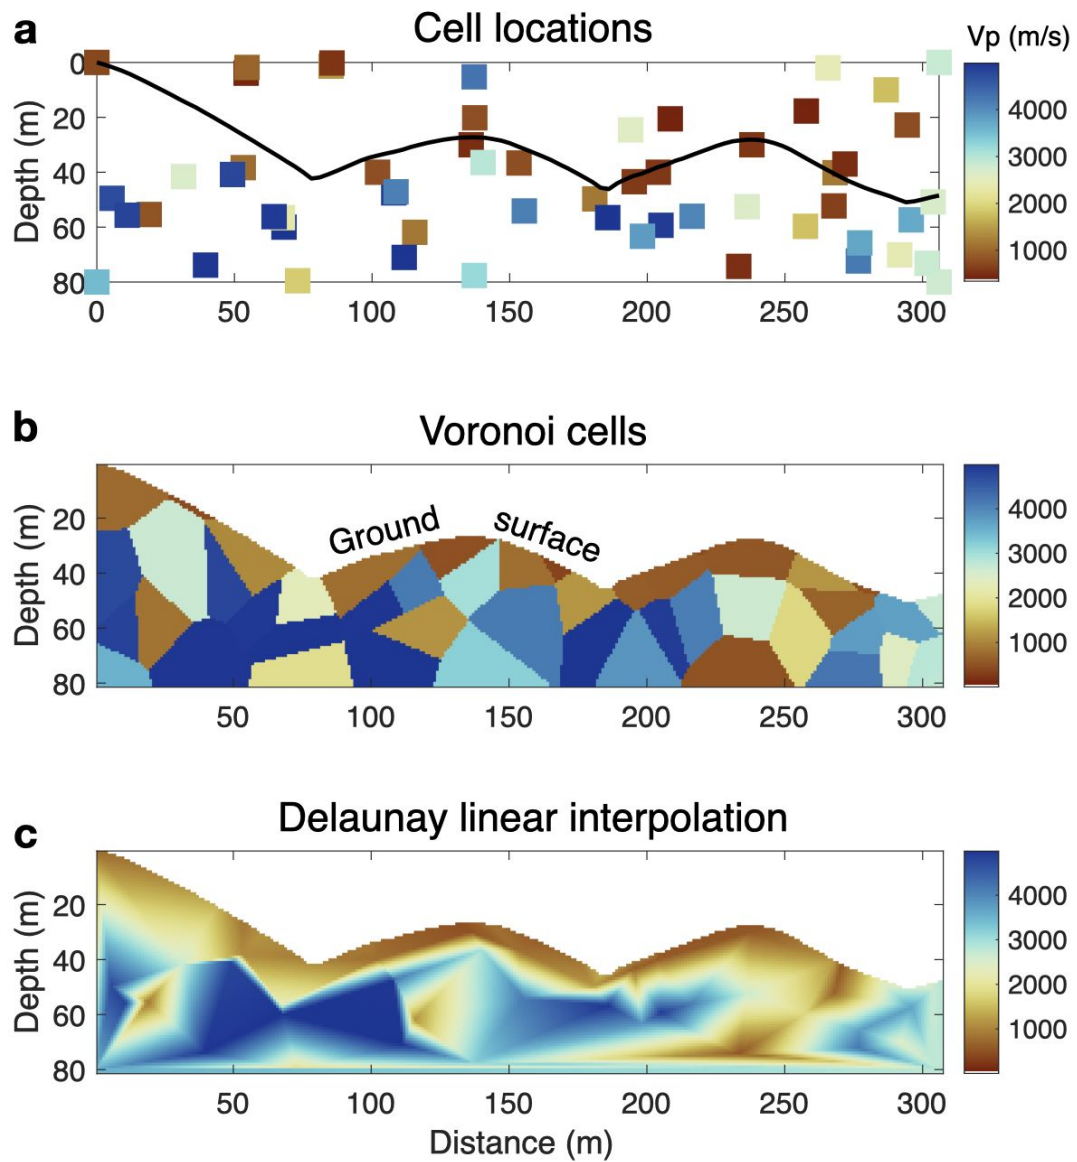 a
Cell locations
Vp (m/s)
0
20
40
60
80
Depth (m)
0 50 100 150 200 250 300
4000
3000
2000
1000
b
Voronoi cells
Ground surface
20
40
60
80
Depth (m)
50 100 150 200 250 300
4000
3000
2000
1000
c
Delaunay linear interpolation
20
40
60
80
Depth (m)
50 100 150 200 250 300
Distance (m)
4000
3000
2000
1000